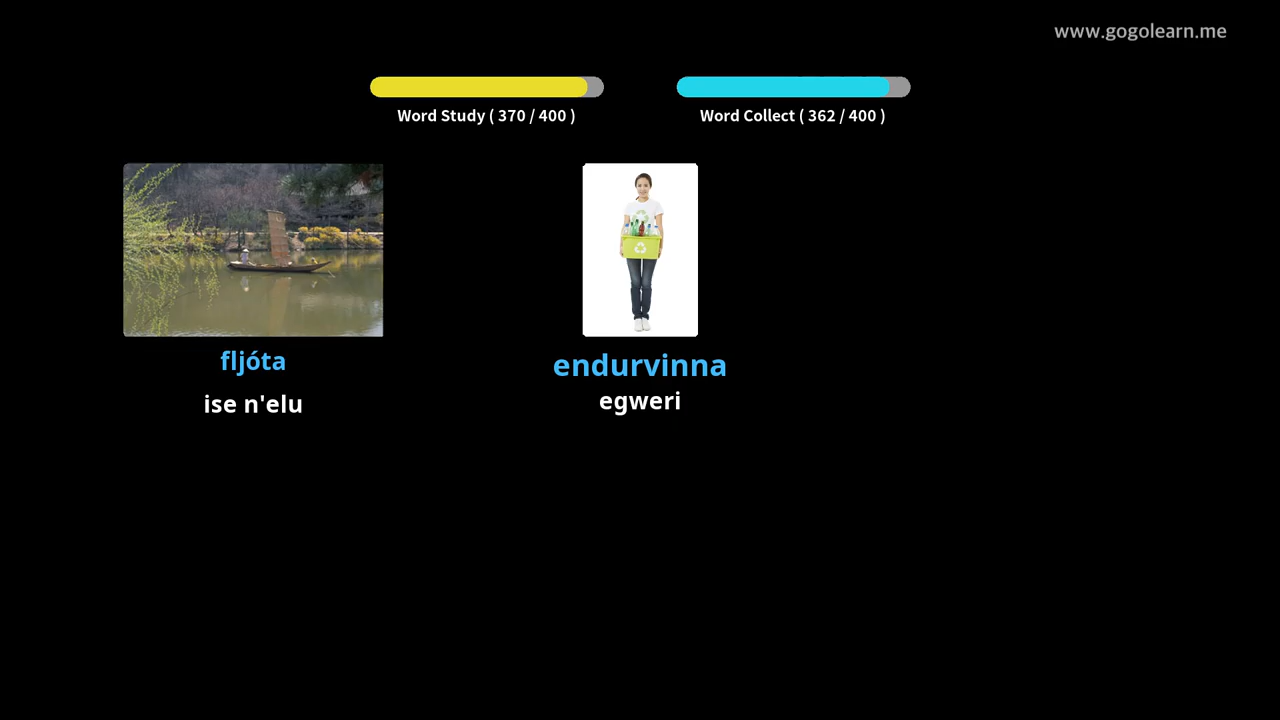 www.gogolearn.me
Word Study ( 370 / 400 )
Word Collect ( 362 / 400 )
fljóta
ise n'elu
endurvinna
egweri